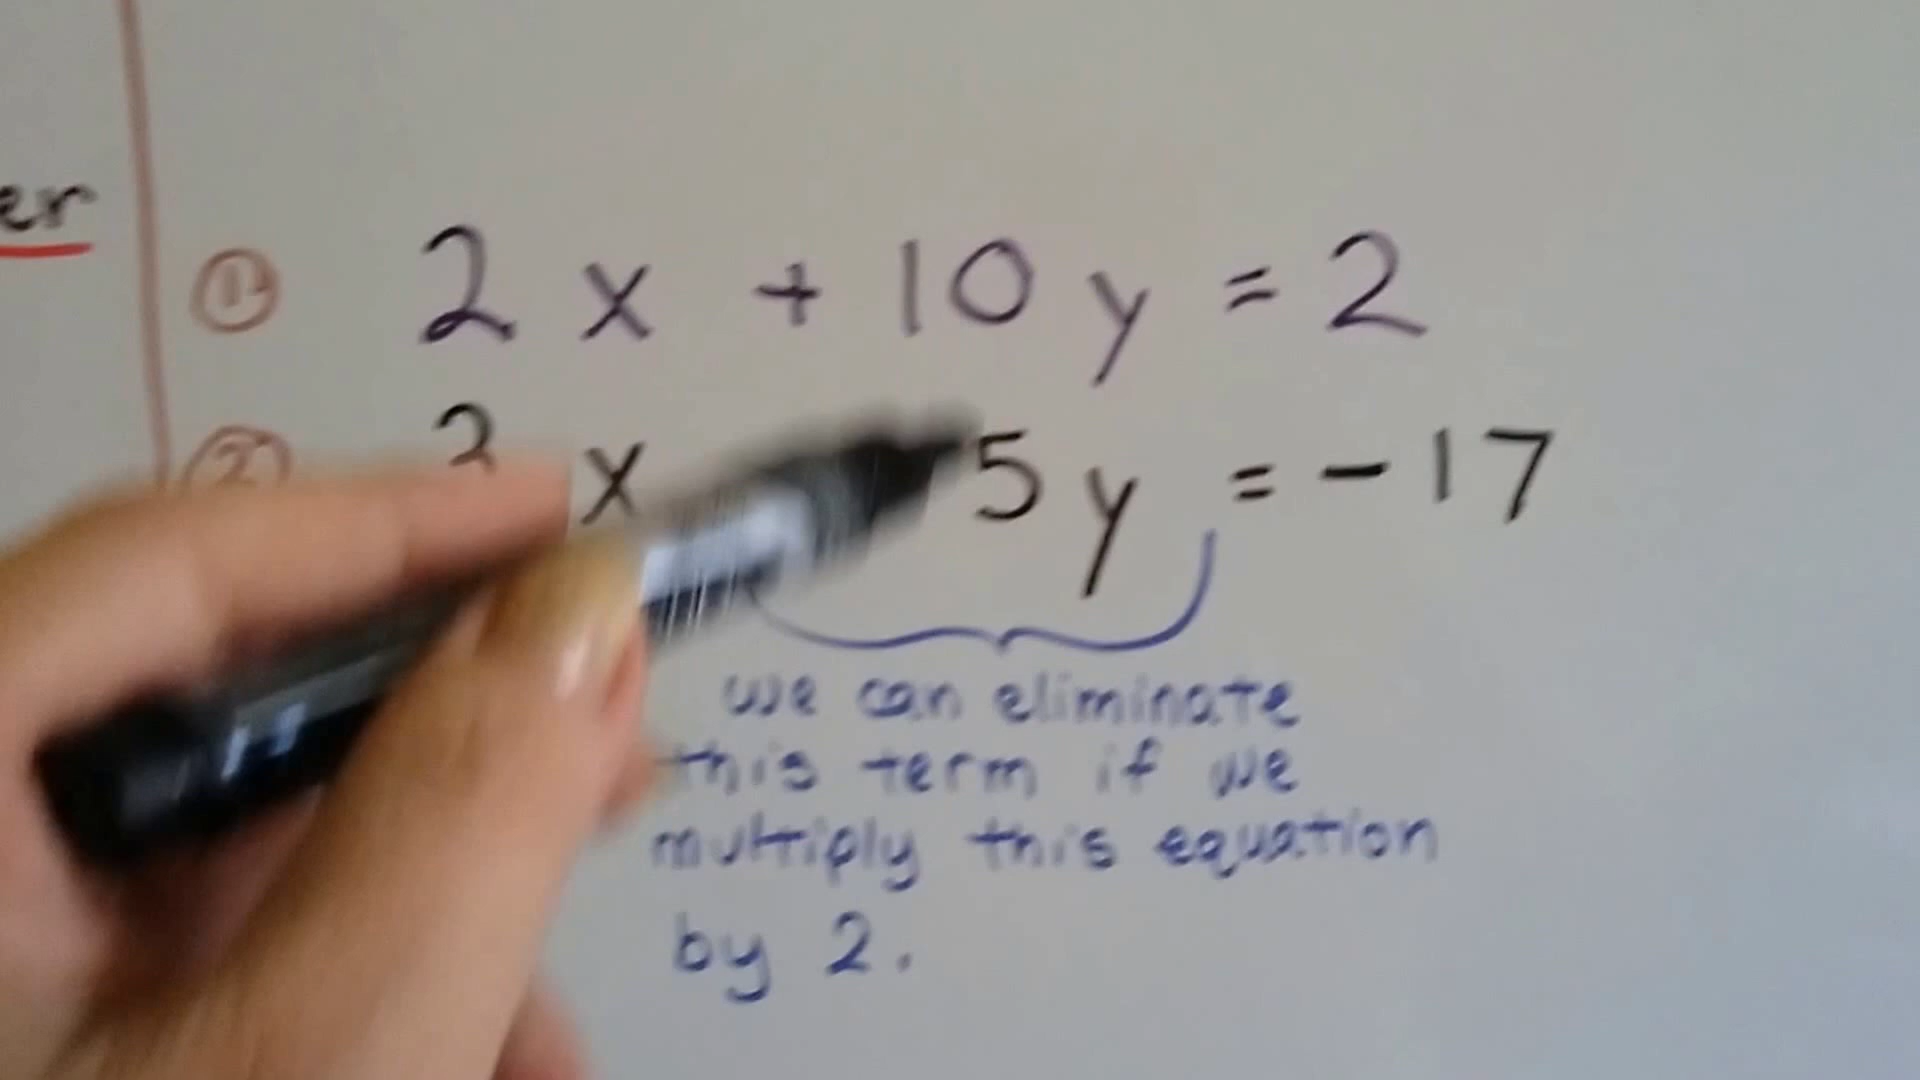 er
① 2x + 10y = 2
② x 5y = -17
we can eliminate
this term if we
multiply this equation
by 2.